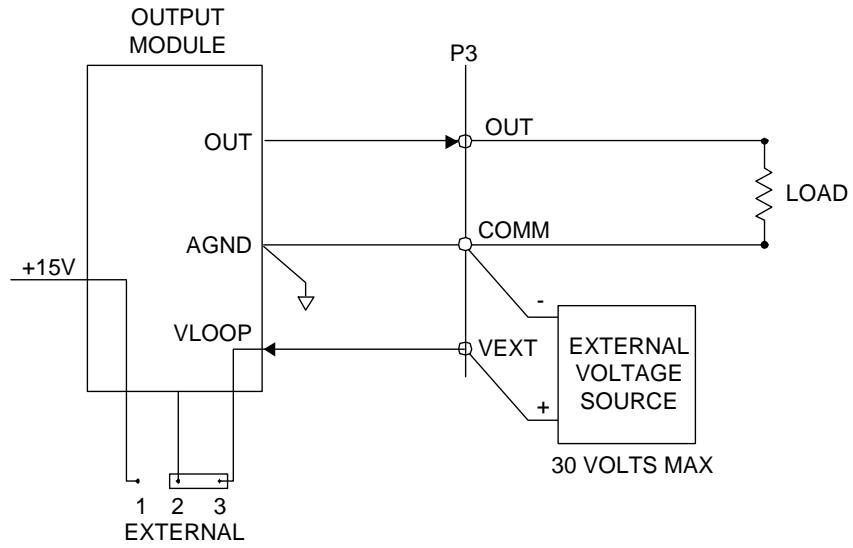 OUTPUT
MODULE
P3
OUT
OUT
LOAD
AGND
COMM
+15V
-
VLOOP
VEXT
EXTERNAL
VOLTAGE
SOURCE
+
30 VOLTS MAX
1 2 3
EXTERNAL